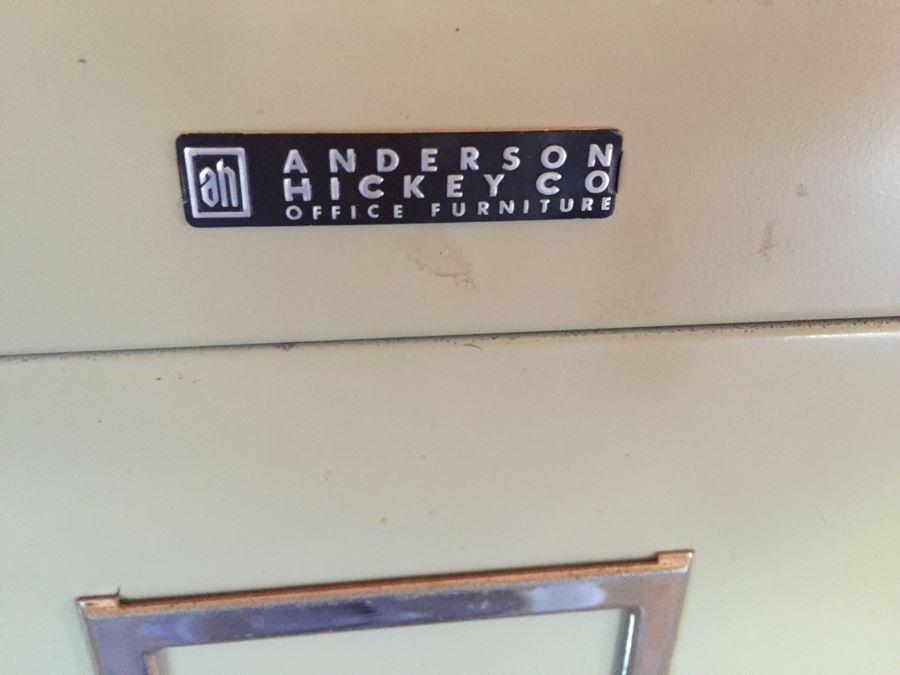 ah
ANDERSON
HICKEY CO
OFFICE FURNITURE